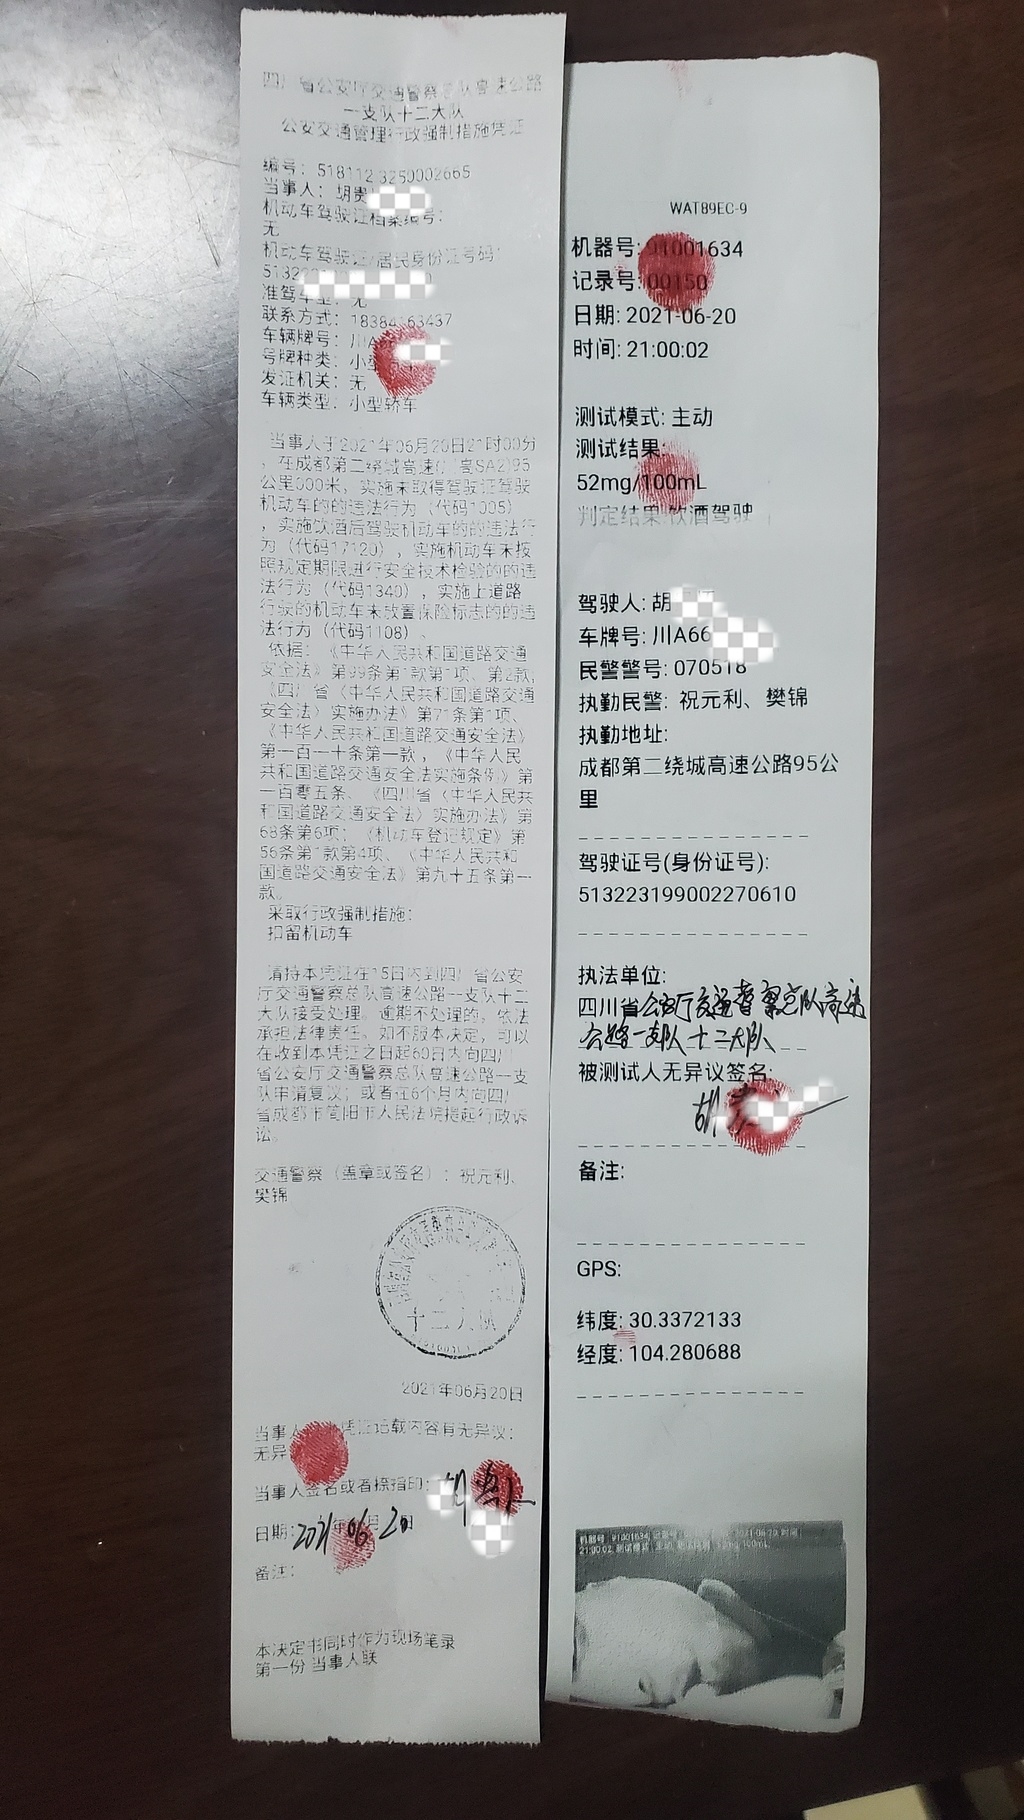 四川省公安厅交通警察总队高速公路
一支队十二大队
公安交通管理行政强制措施凭证
编号：518112 3250002665
当事人：胡贵
机动车驾驶证档案编号：
无
机动车驾驶证/居民身份证号码：
51322
准驾车型：无
联系方式：18384163437
车辆牌号：川A6
号牌种类：小型汽车
发证机关：无
车辆类型：小型轿车
当事人于2021年06月20日21时00分
，在成都第二绕城高速(川高SA2)95
公里000米，实施未取得驾驶证驾驶
机动车的的违法行为（代码1005）
，实施饮酒后驾驶机动车的的违法行
为（代码17120），实施机动车未按
照规定期限进行安全技术检验的的违
法行为（代码1340），实施上道路
行驶的机动车未放置保险标志的的违
法行为（代码1108）。
依据：《中华人民共和国道路交通
安全法》第99条第1款第1项、第2款;
《四川省〈中华人民共和国道路交通
安全法〉实施办法》第71条第1项、
《中华人民共和国道路交通安全法》
第一百一十条第一款，《中华人民
共和国道路交通安全法实施条例》第
一百零五条、《四川省〈中华人民共
和国道路交通安全法〉实施办法》第
68条第6项；《机动车登记规定》第
56条第1款第4项、《中华人民共和
国道路交通安全法》第九十五条第一
款。
采取行政强制措施：
扣留机动车
请持本凭证在15日内到四川省公安
厅交通警察总队高速公路一支队十二
大队接受处理。逾期不处理的，依法
承担法律责任。如不服本决定，可以
在收到本凭证之日起60日内向四川
省公安厅交通警察总队高速公路一支
队申请复议；或者在6个月内向四川
省成都市简阳市人民法院提起行政诉
讼。
交通警察（盖章或签名）：祝元利、
樊锦
十二大队
2021年06月20日
当事人 凭证记载内容有无异议：
无异
当事人签名或者捺指印：胡
日期：2021年06月20日
备注：
本决定书同时作为现场笔录
第一份 当事人联
WAT89EC-9
机器号: 91001634
记录号: 00150
日期: 2021-06-20
时间: 21:00:02
测试模式: 主动
测试结果:
52mg/100mL
判定结果:饮酒驾驶
驾驶人: 胡
车牌号: 川A66
民警警号: 070518
执勤民警: 祝元利、樊锦
执勤地址:
成都第二绕城高速公路95公
里
驾驶证号(身份证号):
513223199002270610
执法单位:
四川省公安厅交通警察总队高速
公路一支队十二大队
被测试人无异议签名:
胡
备注:
GPS:
纬度: 30.3372133
经度: 104.280688